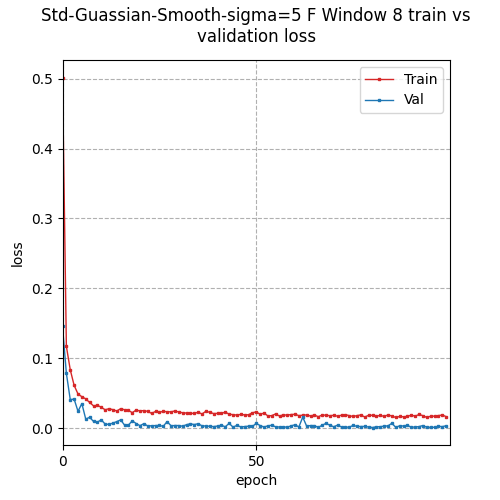 Std-Guassian-Smooth-sigma=5 F Window 8 train vs
validation loss
Train
Val
0.5
0.4
0.3
0.2
0.1
0.0
loss
0
50
epoch